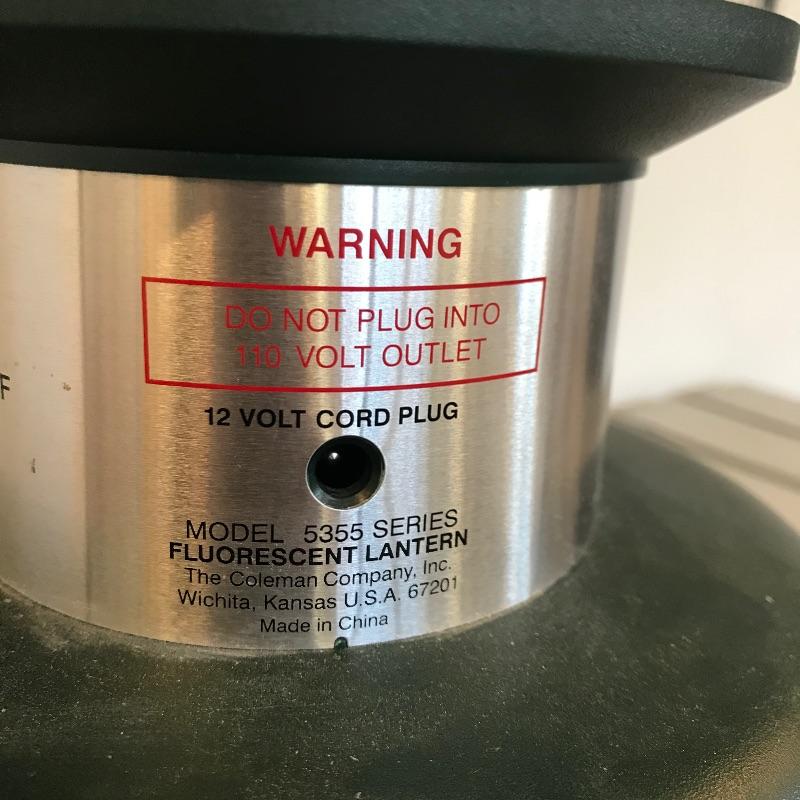 WARNING
DO NOT PLUG INTO
110 VOLT OUTLET
12 VOLT CORD PLUG
MODEL 5355 SERIES
FLUORESCENT LANTERN
The Coleman Company, Inc.
Wichita, Kansas U.S.A. 67201
Made in China
F